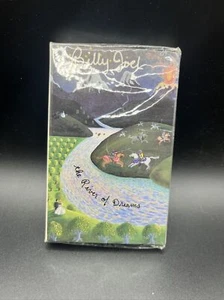 Billy Joel
the River of Dreams